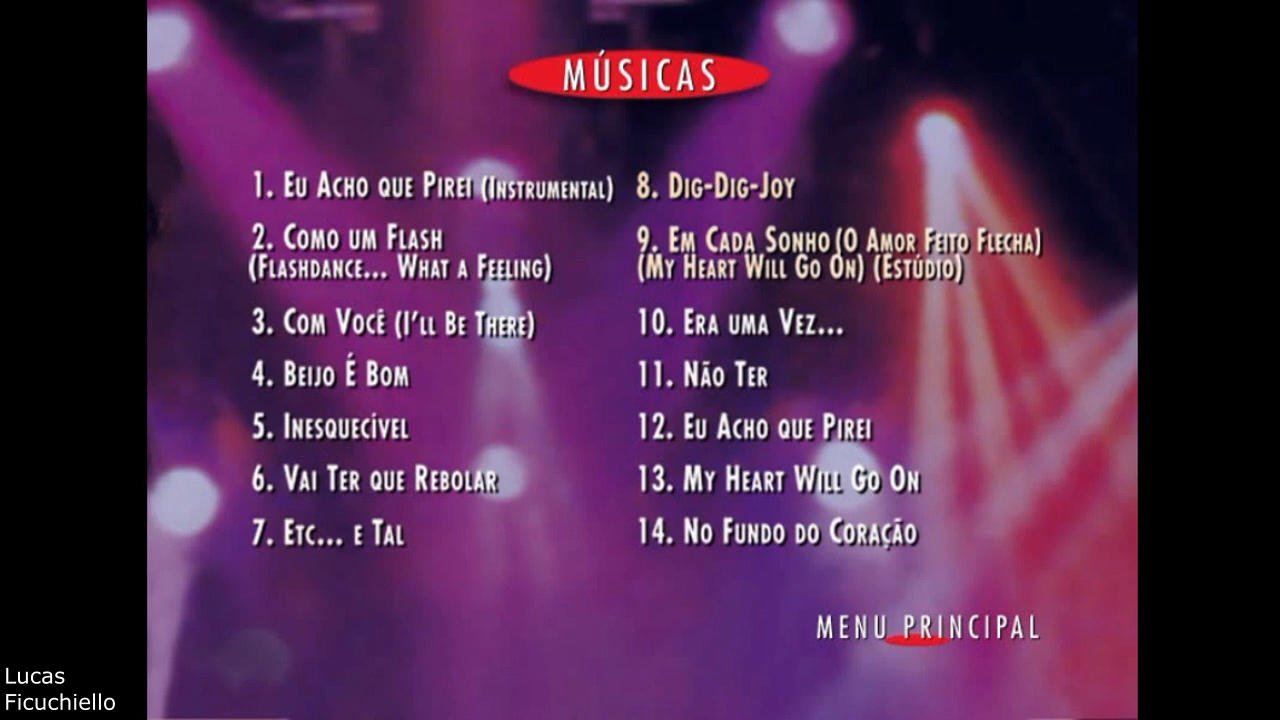 MÚSICAS
1. EU ACHO QUE PIREI (INSTRUMENTAL)
2. COMO UM FLASH
(FLASHDANCE... WHAT A FEELING)
3. COM VOCÊ (I'LL BE THERE)
4. BEIJO É BOM
5. INESQUECÍVEL
6. VAI TER QUE REBOLAR
7. ETC... E TAL
8. DIG-DIG-JOY
9. EM CADA SONHO (O AMOR FEITO FLECHA)
(MY HEART WILL GO ON) (ESTÚDIO)
10. ERA UMA VEZ...
11. NÃO TER
12. EU ACHO QUE PIREI
13. MY HEART WILL GO ON
14. NO FUNDO DO CORAÇÃO
MENU PRINCIPAL
Lucas
Ficuchiello